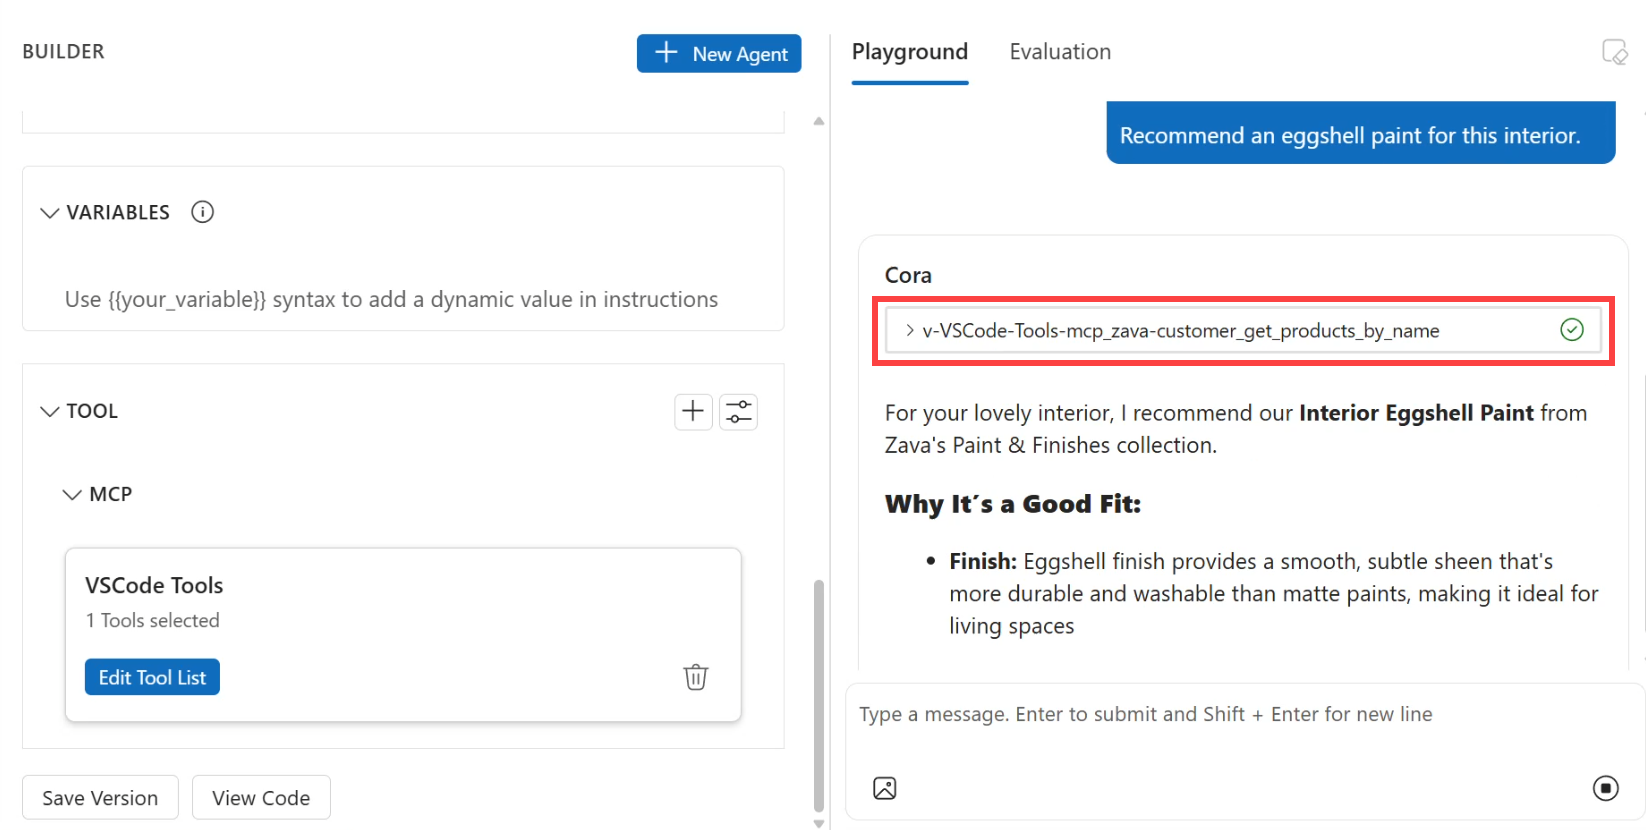 BUILDER
New Agent
VARIABLES
Use {{your_variable}} syntax to add a dynamic value in instructions
TOOL
MCP
VSCode Tools
1 Tools selected
Edit Tool List
Save Version
View Code
Playground
Evaluation
Recommend an eggshell paint for this interior.
Cora
v-VSCode-Tools-mcp_zava-customer_get_products_by_name
For your lovely interior, I recommend our Interior Eggshell Paint from
Zava's Paint & Finishes collection.
Why It´s a Good Fit:
• Finish: Eggshell finish provides a smooth, subtle sheen that's
more durable and washable than matte paints, making it ideal for
living spaces
Type a message. Enter to submit and Shift + Enter for new line